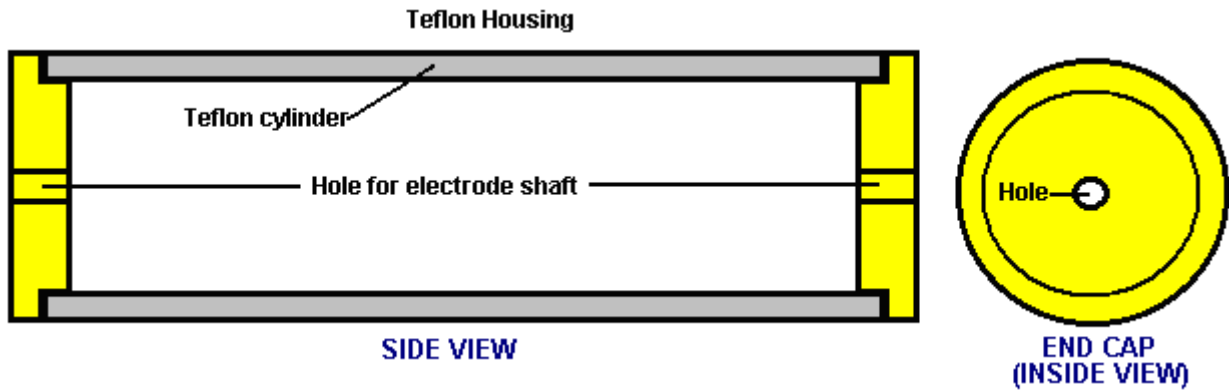 Teflon Housing
Teflon cylinder
Hole for electrode shaft
Hole
SIDE VIEW
END CAP
(INSIDE VIEW)